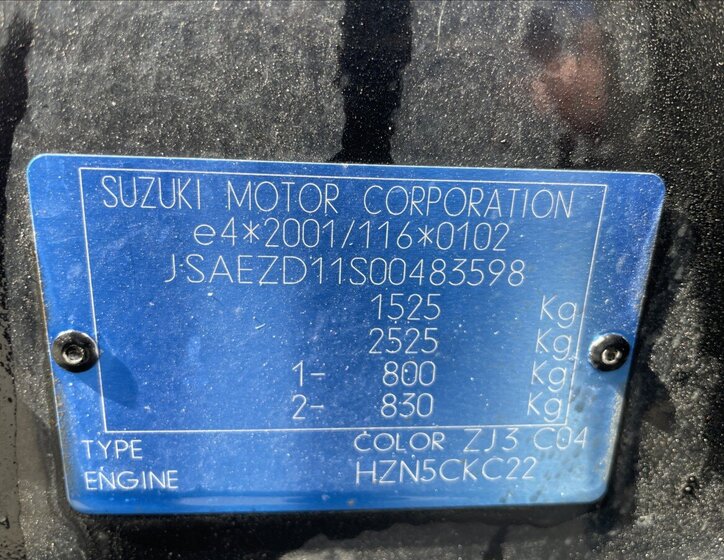 SUZUKI MOTOR CORPORATION
e4*2001/116*0102
JSAEZD11S00483598
1525 Kg
2525 Kg
1- 800 Kg
2- 830 Kg
TYPE COLOR ZJ3 C04
ENGINE HZN5CKC22